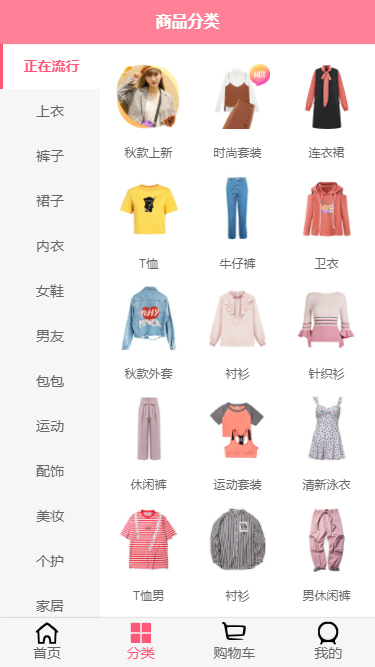 商品分类
正在流行
上衣
裤子
裙子
内衣
女鞋
男友
包包
运动
配饰
美妆
个护
家居
HOT
秋款上新
时尚套装
连衣裙
T恤
牛仔裤
卫衣
秋款外套
衬衫
针织衫
休闲裤
运动套装
清新泳衣
T恤男
衬衫
男休闲裤
首页
分类
购物车
我的